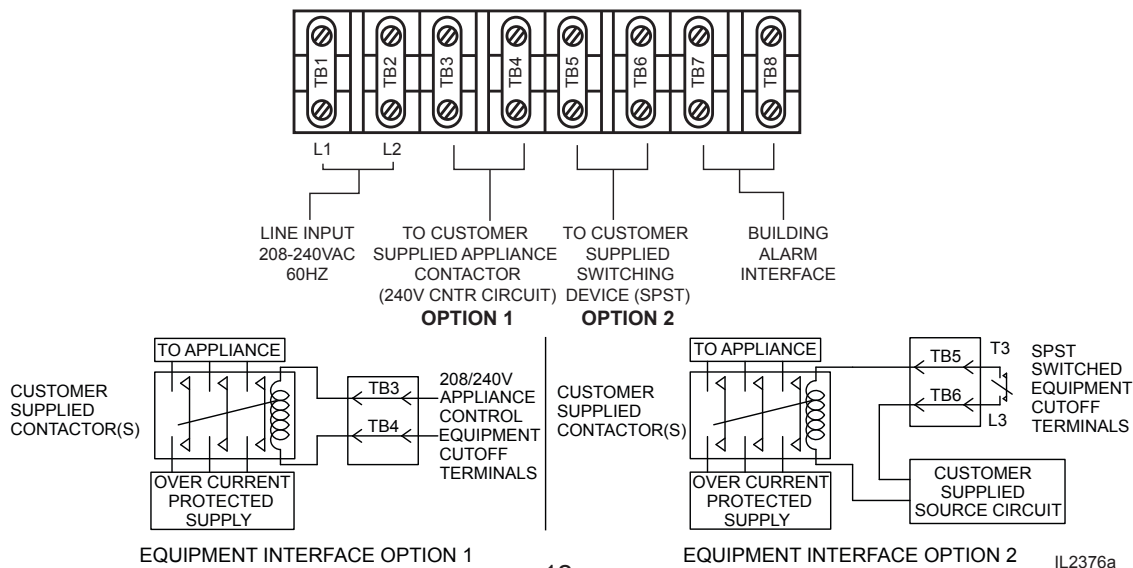 TB1 TB2 TB3 TB4 TB5 TB6 TB7 TB8
L1 L2
LINE INPUT
208-240VAC
60HZ
TO CUSTOMER
SUPPLIED APPLIANCE
CONTACTOR
(240V CNTR CIRCUIT)
OPTION 1
TO CUSTOMER
SUPPLIED
SWITCHING
DEVICE (SPST)
OPTION 2
BUILDING
ALARM
INTERFACE
TO APPLIANCE
CUSTOMER
SUPPLIED
CONTACTOR(S)
OVER CURRENT
PROTECTED
SUPPLY
TB3
TB4
208/240V
APPLIANCE
CONTROL
EQUIPMENT
CUTOFF
TERMINALS
EQUIPMENT INTERFACE OPTION 1
TO APPLIANCE
CUSTOMER
SUPPLIED
CONTACTOR(S)
OVER CURRENT
PROTECTED
SUPPLY
TB5
TB6
T3
L3
SPST
SWITCHED
EQUIPMENT
CUTOFF
TERMINALS
CUSTOMER
SUPPLIED
SOURCE CIRCUIT
EQUIPMENT INTERFACE OPTION 2
IL2376a